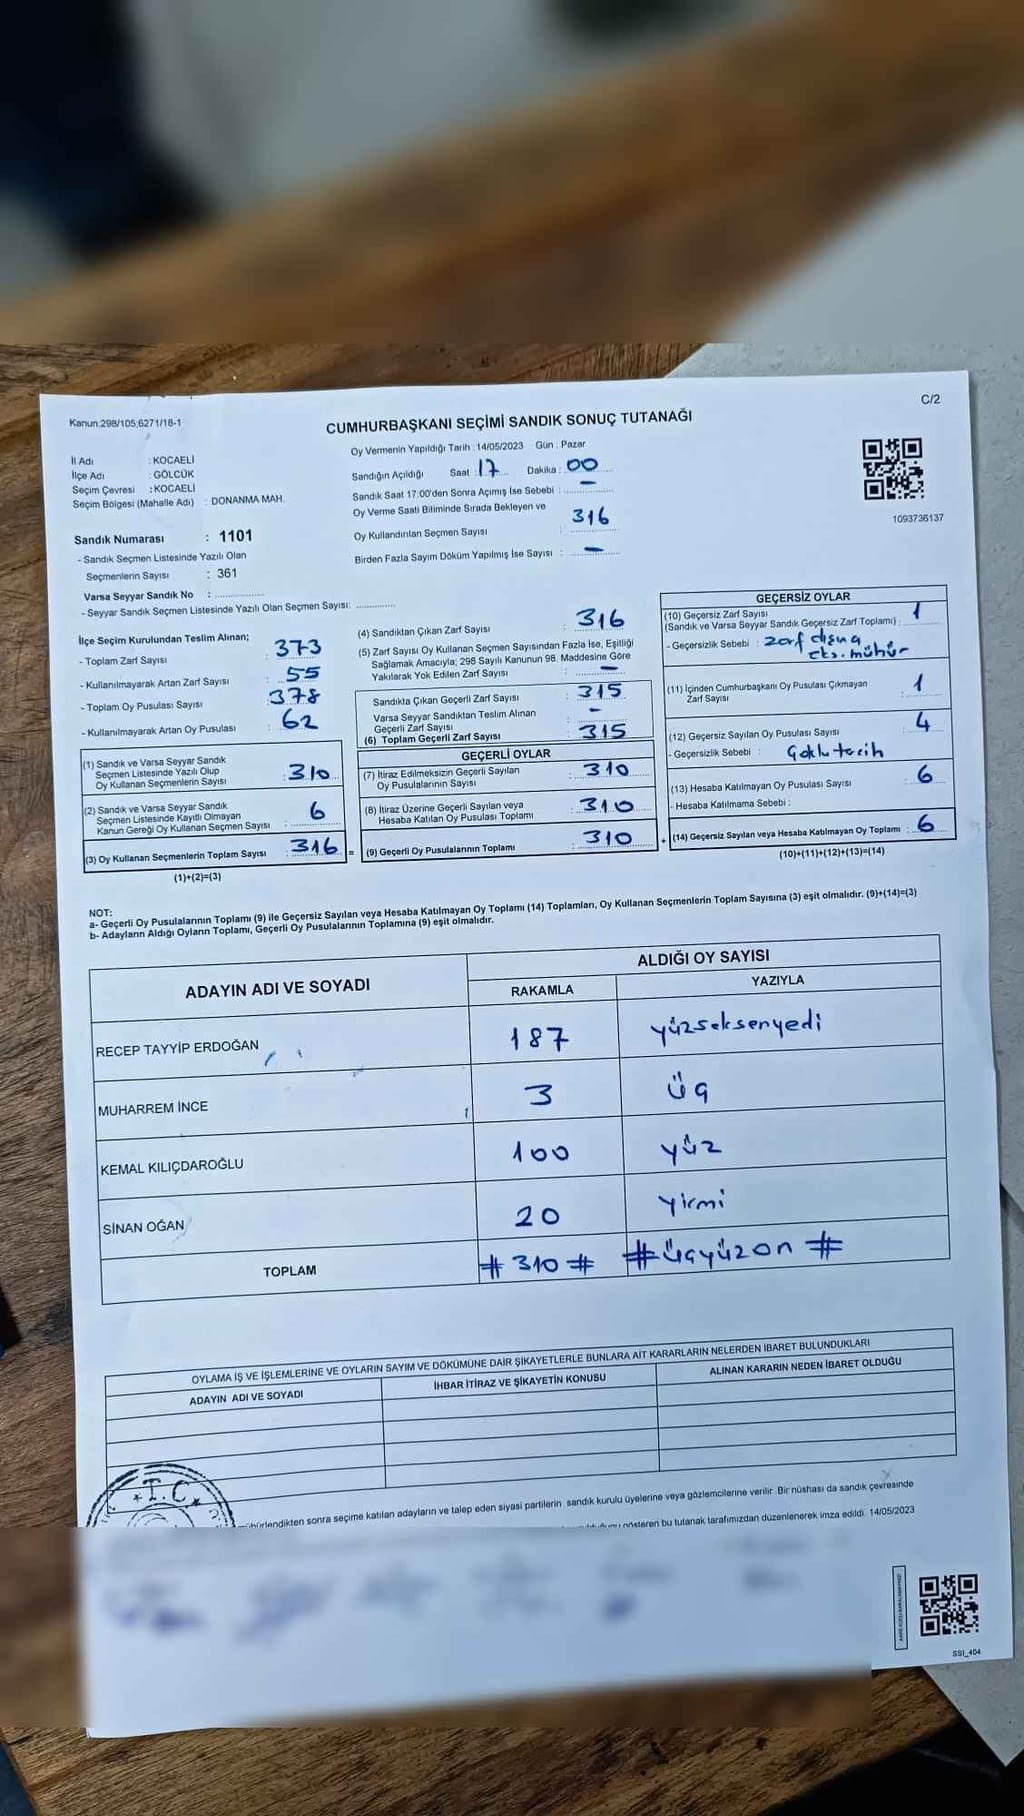 Kanun:298/105;6271/18-1
C/2
CUMHURBAŞKANI SEÇİMİ SANDIK SONUÇ TUTANAĞI
İl Adı : KOCAELİ
İlçe Adı : GÖLCÜK
Seçim Çevresi : KOCAELİ
Seçim Bölgesi (Mahalle Adı) : DONANMA MAH.
Sandık Numarası : 1101
- Sandık Seçmen Listesinde Yazılı Olan
Seçmenlerin Sayısı : 361
Varsa Seyyar Sandık No : ..............
- Seyyar Sandık Seçmen Listesinde Yazılı Olan Seçmen Sayısı: ............
Oy Vermenin Yapıldığı Tarih : 14/05/2023 Gün : Pazar
Sandığın Açıldığı Saat : 17 Dakika : 00
Sandık Saat 17:00'den Sonra Açımış İse Sebebi : -
Oy Verme Saati Bitiminde Sırada Bekleyen ve
Oy Kullandırılan Seçmen Sayısı 316
Birden Fazla Sayım Döküm Yapılmış İse Sayısı : -
1093736137
İlçe Seçim Kurulundan Teslim Alınan;
- Toplam Zarf Sayısı 373
- Kullanılmayarak Artan Zarf Sayısı : 55
- Toplam Oy Pusulası Sayısı 378
- Kullanılmayarak Artan Oy Pusulası : 62
(1) Sandık ve Varsa Seyyar Sandık
Seçmen Listesinde Yazılı Olup
Oy Kullanan Seçmenlerin Sayısı : 310
(2) Sandık ve Varsa Seyyar Sandık
Seçmen Listesinde Kayıtlı Olmayan
Kanun Gereği Oy Kullanan Seçmen Sayısı : 6
(3) Oy Kullanan Seçmenlerin Toplam Sayısı : 316 =
(1)+(2)=(3)
(4) Sandıktan Çıkan Zarf Sayısı : 316
(5) Zarf Sayısı Oy Kullanan Seçmen Sayısından Fazla İse, Eşitliği
Sağlamak Amacıyla; 298 Sayılı Kanunun 98. Maddesine Göre
Yakılarak Yok Edilen Zarf Sayısı : -
Sandıkta Çıkan Geçerli Zarf Sayısı : 315
Varsa Seyyar Sandıktan Teslim Alınan
Geçerli Zarf Sayısı : -
(6) Toplam Geçerli Zarf Sayısı : 315
GEÇERLİ OYLAR
(7) İtiraz Edilmeksizin Geçerli Sayılan
Oy Pusulalarının Sayısı : 310
(8) İtiraz Üzerine Geçerli Sayılan veya
Hesaba Katılan Oy Pusulası Toplamı : 310
(9) Geçerli Oy Pusulalarının Toplamı : 310 +
GEÇERSİZ OYLAR
(10) Geçersiz Zarf Sayısı
(Sandık ve Varsa Seyyar Sandık Geçersiz Zarf Toplamı) : 1
- Geçersizlik Sebebi : zarf dışına
eks. mühür
(11) İçinden Cumhurbaşkanı Oy Pusulası Çıkmayan
Zarf Sayısı : 1
(12) Geçersiz Sayılan Oy Pusulası Sayısı : 4
- Geçersizlik Sebebi : Çoklu tercih
(13) Hesaba Katılmayan Oy Pusulası Sayısı : 6
- Hesaba Katılmama Sebebi :
(14) Geçersiz Sayılan veya Hesaba Katılmayan Oy Toplamı : 6
(10)+(11)+(12)+(13)=(14)
NOT:
a- Geçerli Oy Pusulalarının Toplamı (9) ile Geçersiz Sayılan veya Hesaba Katılmayan Oy Toplamı (14) Toplamları, Oy Kullanan Seçmenlerin Toplam Sayısına (3) eşit olmalıdır. (9)+(14)=(3)
b- Adayların Aldığı Oyların Toplamı, Geçerli Oy Pusulalarının Toplamına (9) eşit olmalıdır.
ADAYIN ADI VE SOYADI
ALDIĞI OY SAYISI
RAKAMLA YAZIYLA
RECEP TAYYİP ERDOĞAN 187 yüzseksenyedi
MUHARREM İNCE 3 üç
KEMAL KILIÇDAROĞLU 100 yüz
SİNAN OĞAN 20 yirmi
TOPLAM # 310 # # üçyüzon #
OYLAMA İŞ VE İŞLEMLERİNE VE OYLARIN SAYIM VE DÖKÜMÜNE DAİR ŞİKAYETLERLE BUNLARA AİT KARARLARIN NELERDEN İBARET BULUNDUKLARI
ADAYIN ADI VE SOYADI İHBAR İTİRAZ VE ŞİKAYETİN KONUSU ALINAN KARARIN NEDEN İBARET OLDUĞU
T.C.
mühürlendikten sonra seçime katılan adayların ve talep eden siyasi partilerin sandık kurulu üyelerine veya gözlemcilerine verilir. Bir nüshası da sandık çevresinde
gösteren bu tutanak tarafımızdan düzenlenerek imza edildi. 14/05/2023
SSI_404